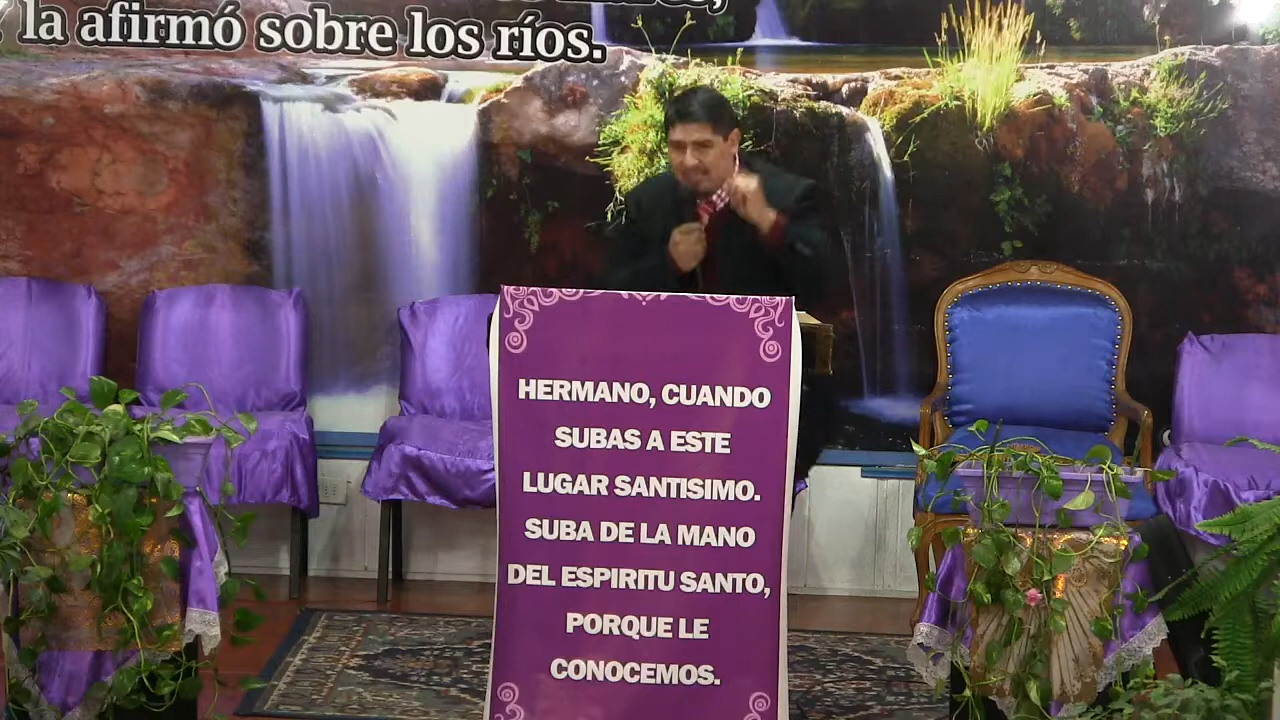 la afirmó sobre los ríos.
HERMANO, CUANDO
SUBAS A ESTE
LUGAR SANTISIMO.
SUBA DE LA MANO
DEL ESPIRITU SANTO,
PORQUE LE
CONOCEMOS.